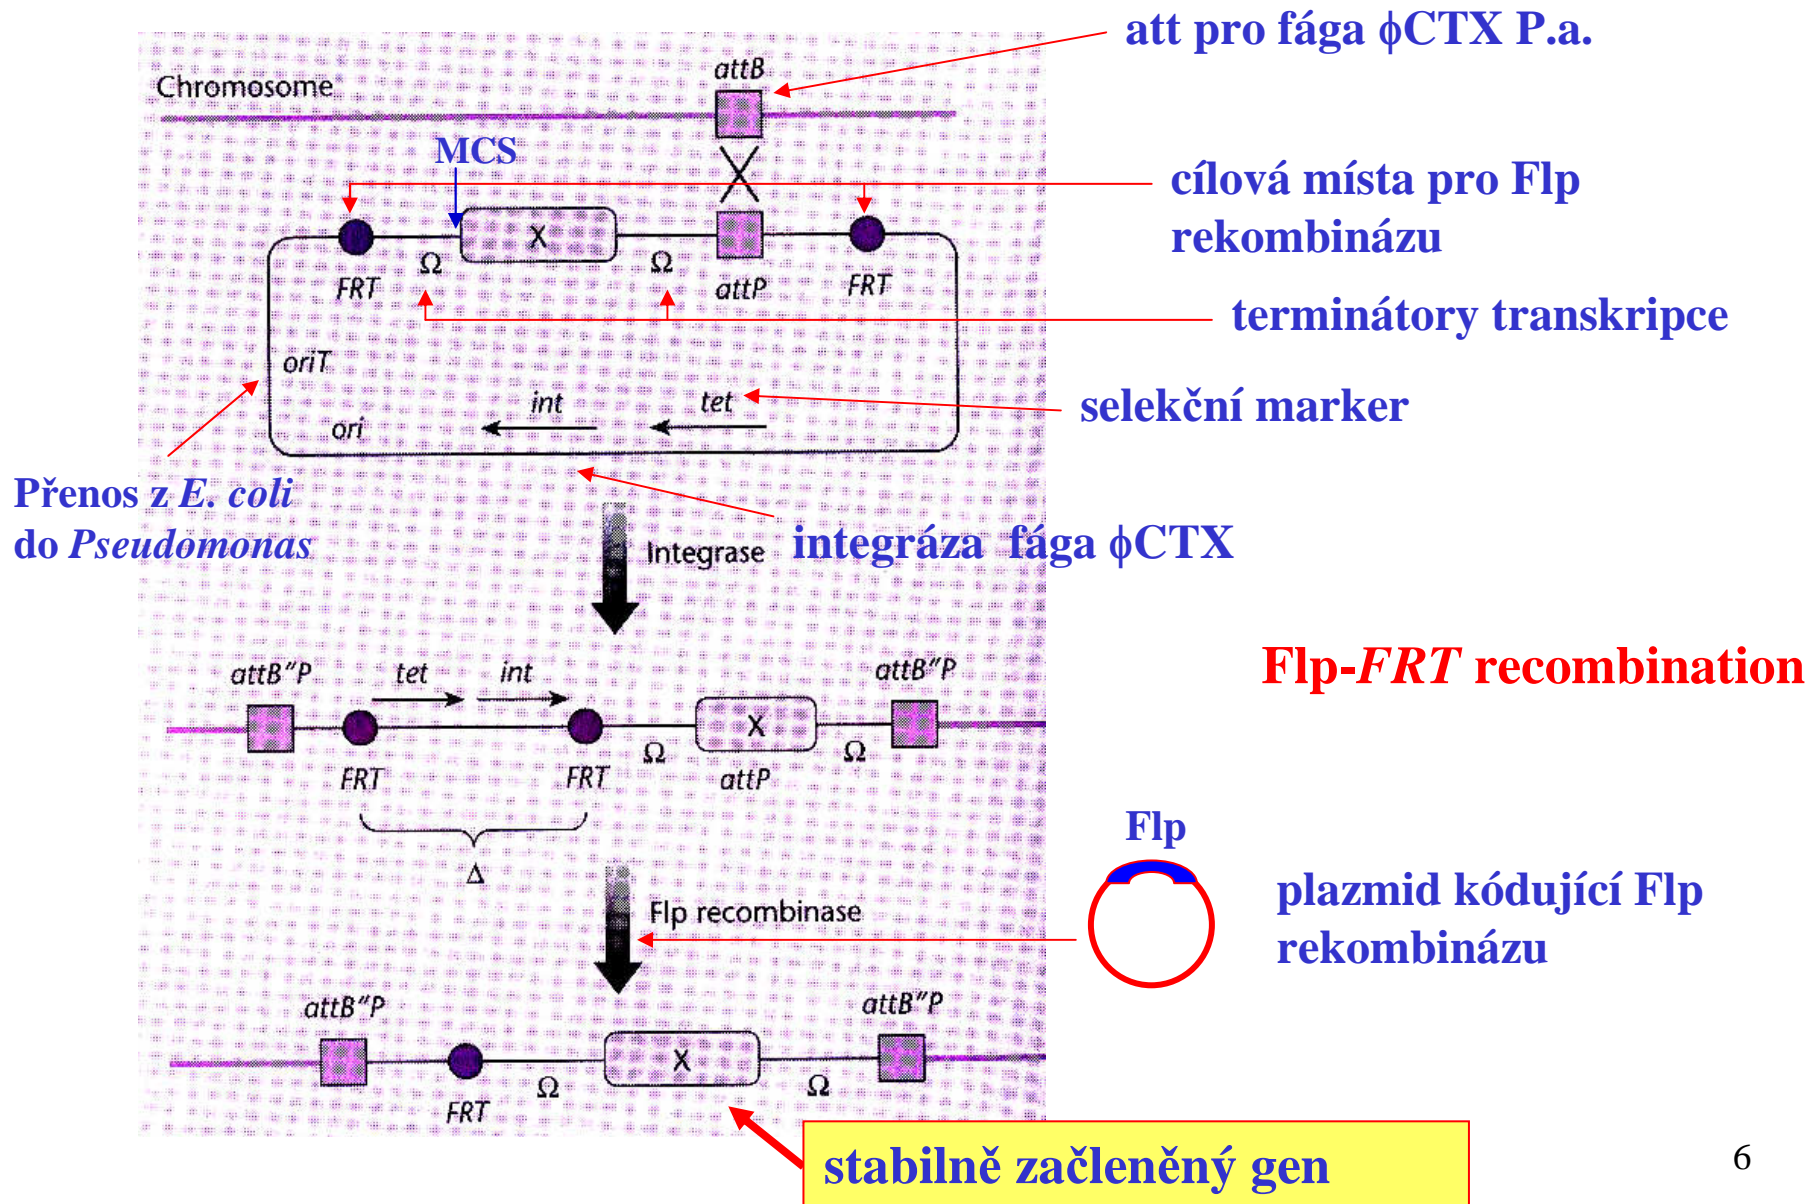 att pro fága ϕCTX P.a.
attB
Chromosome
MCS
cílová místa pro Flp
rekombinázu
X
Ω
Ω
FRT
attP
FRT
terminátory transkripce
oriT
int
tet
selekční marker
ori
Přenos z E. coli
do Pseudomonas
integráza fága ϕCTX
Integrase
Flp-FRT recombination
attB"P
tet
int
attB"P
X
Ω
Ω
FRT
FRT
attP
Δ
Flp
plazmid kódující Flp
rekombinázu
Flp recombinase
attB"P
attB"P
X
Ω
Ω
FRT
stabilně začleněný gen
6